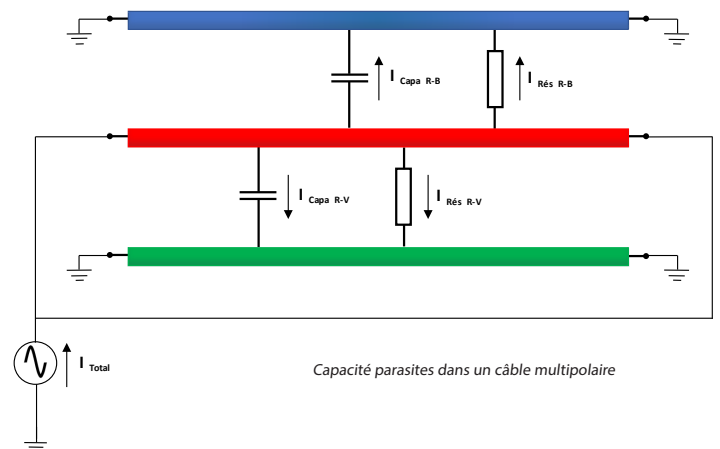 I Capa R-B
I Rés R-B
I Capa R-V
I Rés R-V
I Total
Capacité parasites dans un câble multipolaire